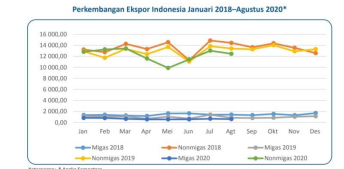 Perkembangan Ekspor Indonesia Januari 2018–Agustus 2020*
16 000,00
14 000,00
12 000,00
10 000,00
8 000,00
6 000,00
4 000,00
2 000,00
0,00
Jan Feb Mar Apr Mei Jun Jul Agt Sep Okt Nov Des
Migas 2018 Nonmigas 2018 Migas 2019
Nonmigas 2019 Migas 2020 Nonmigas 2020